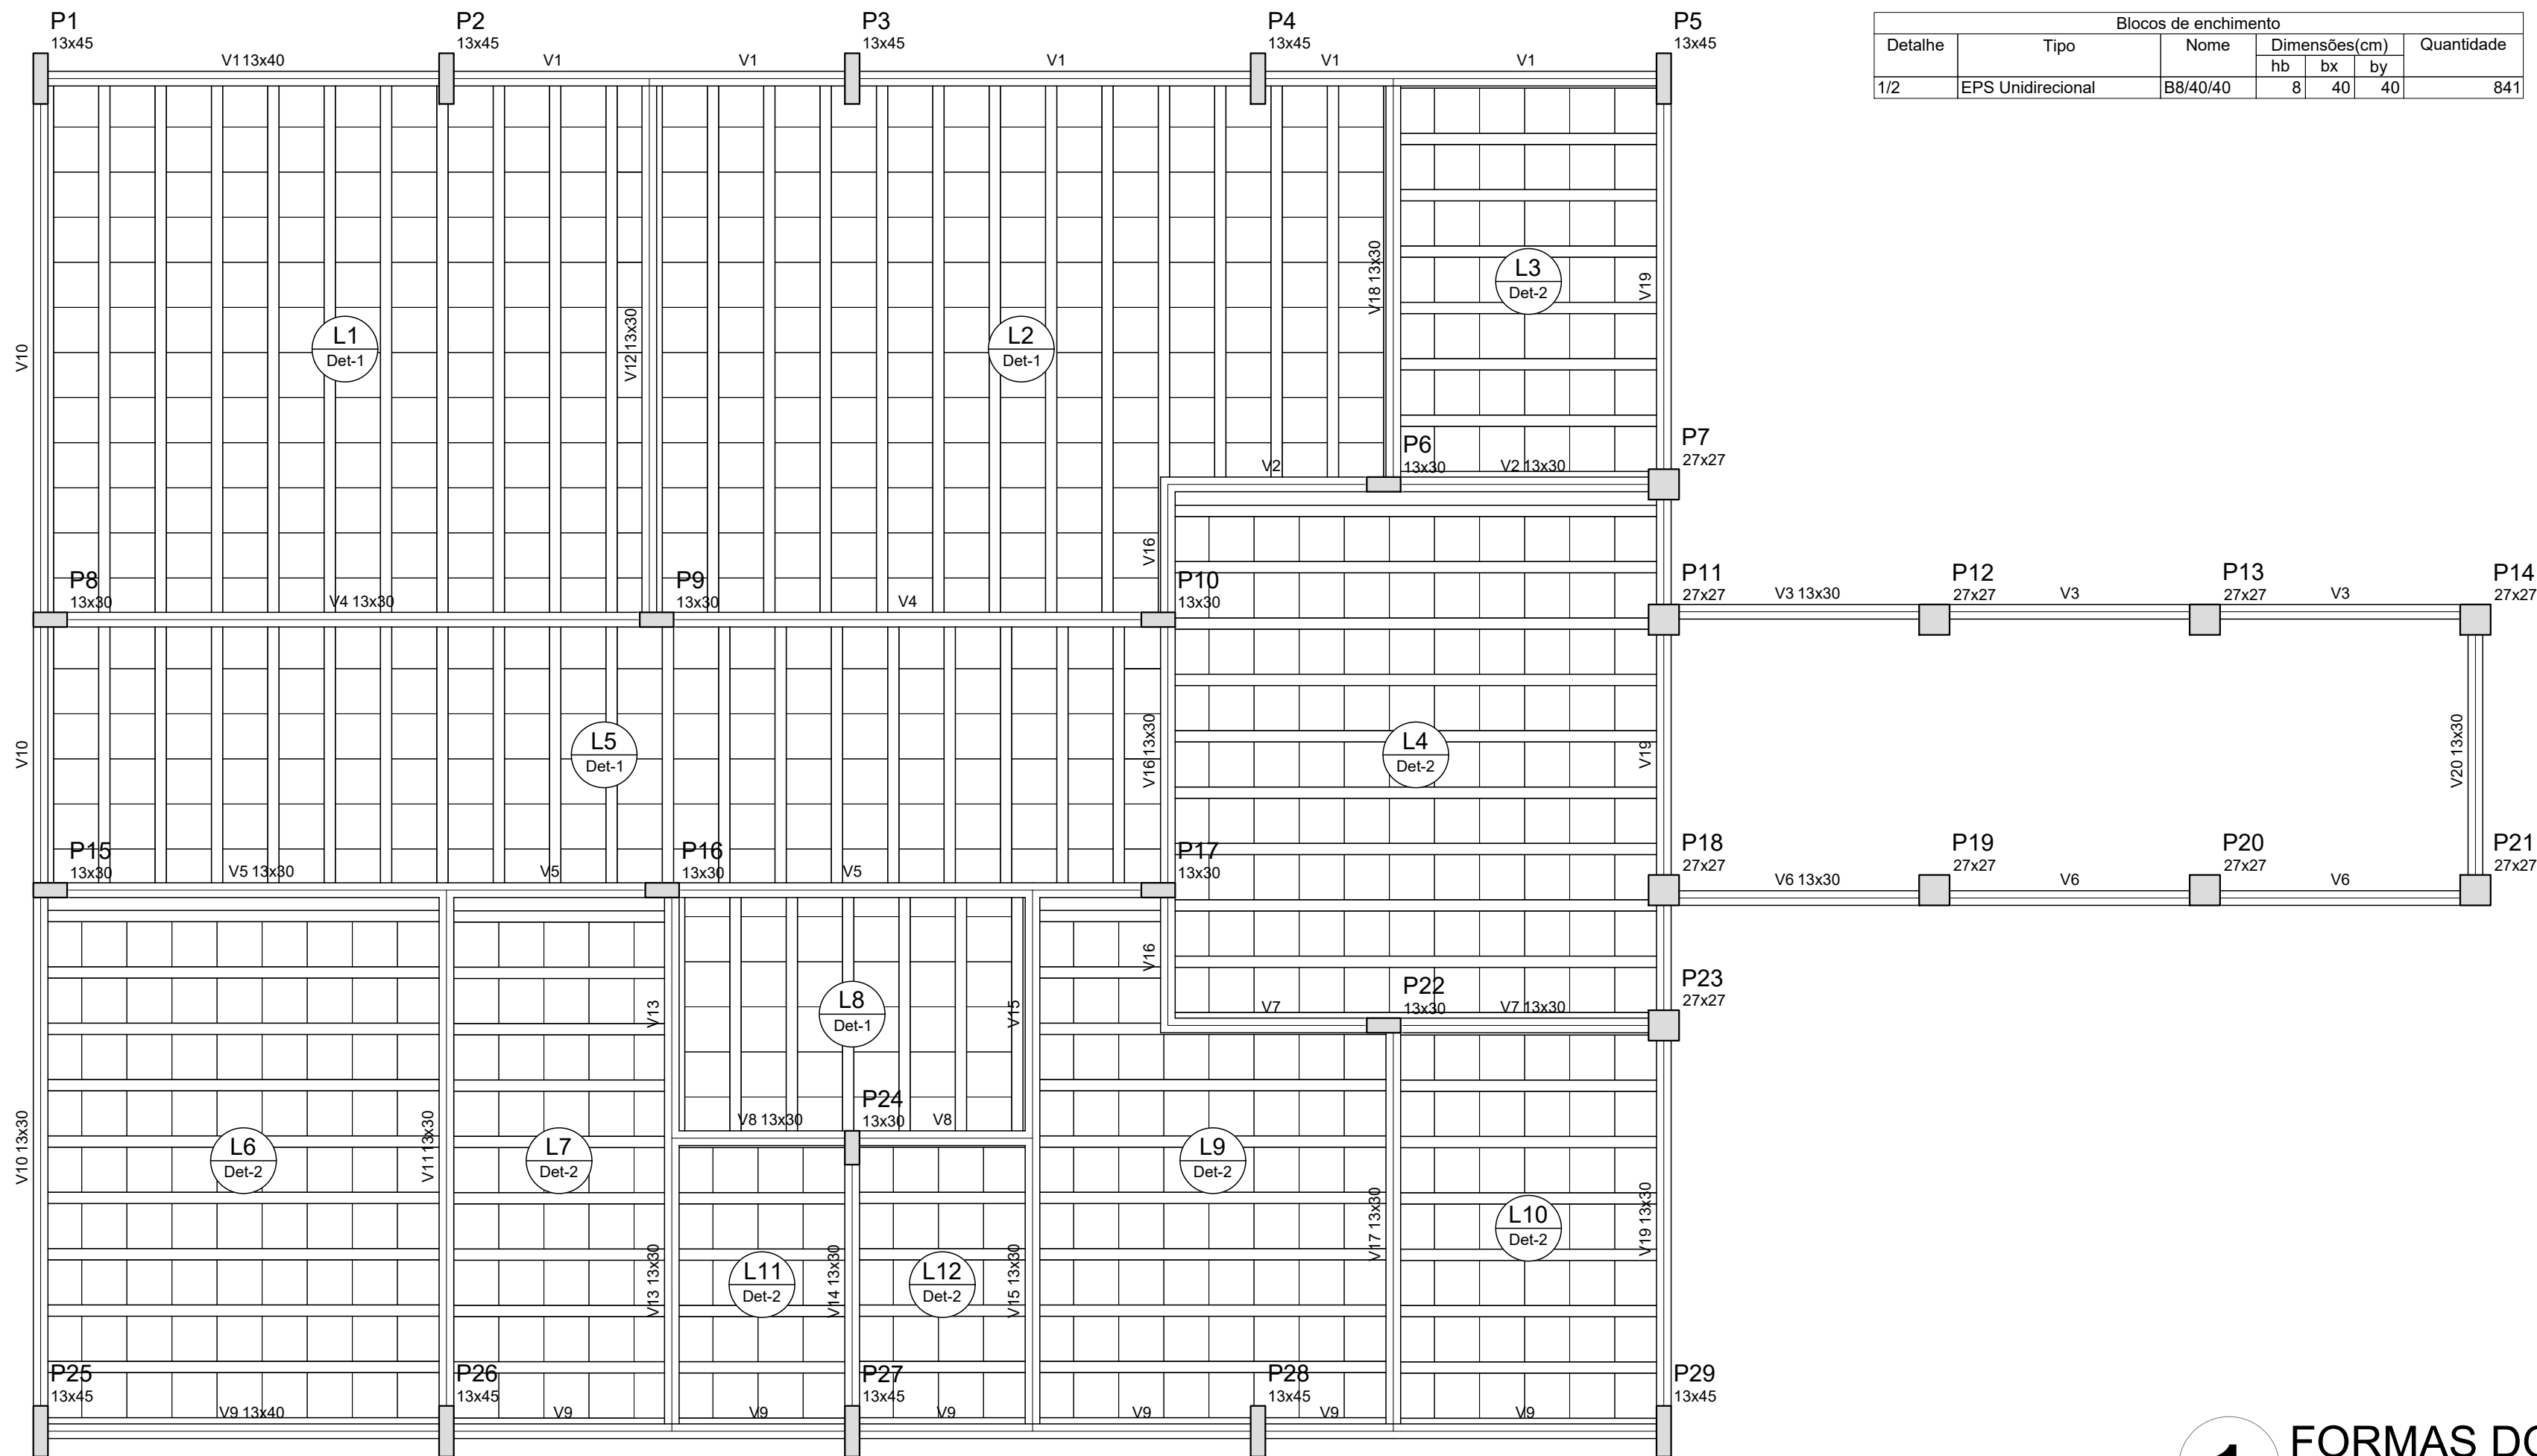 P1
13x45
P2
13x45
P3
13x45
P4
13x45
P5
13x45
V1 13x40
V1
V1
V1
V1
V1
Blocos de enchimento
Detalhe
Tipo
Nome
Dimensões(cm)
Quantidade
hb
bx
by
1/2
EPS Unidirecional
B8/40/40
8
40
40
841
V10
L1
Det-1
V12 13x30
L2
Det-1
V18 13x30
L3
Det-2
V19
P6
13x30
P7
27x27
V2
V2 13x30
V16
P8
13x30
V4 13x30
P9
13x30
V4
P10
13x30
P11
27x27
V3 13x30
P12
27x27
V3
P13
27x27
V3
P14
27x27
V10
L5
Det-1
V16 13x30
L4
Det-2
V19
V20 13x30
P15
13x30
V5 13x30
V5
P16
13x30
V5
P17
13x30
P18
27x27
V6 13x30
P19
27x27
V6
P20
27x27
V6
P21
27x27
V13
L8
Det-1
V15
V16
V7
P22
13x30
V7 13x30
P23
27x27
V8 13x30
P24
13x30
V8
V10 13x30
L6
Det-2
V11 13x30
L7
Det-2
L9
Det-2
V17 13x30
L10
Det-2
V19 13x30
V13 13x30
L11
Det-2
V14 13x30
L12
Det-2
V15 13x30
P25
13x45
V9 13x40
P26
13x45
V9
V9
P27
13x45
V9
V9
P28
13x45
V9
V9
P29
13x45
1
FORMAS DO